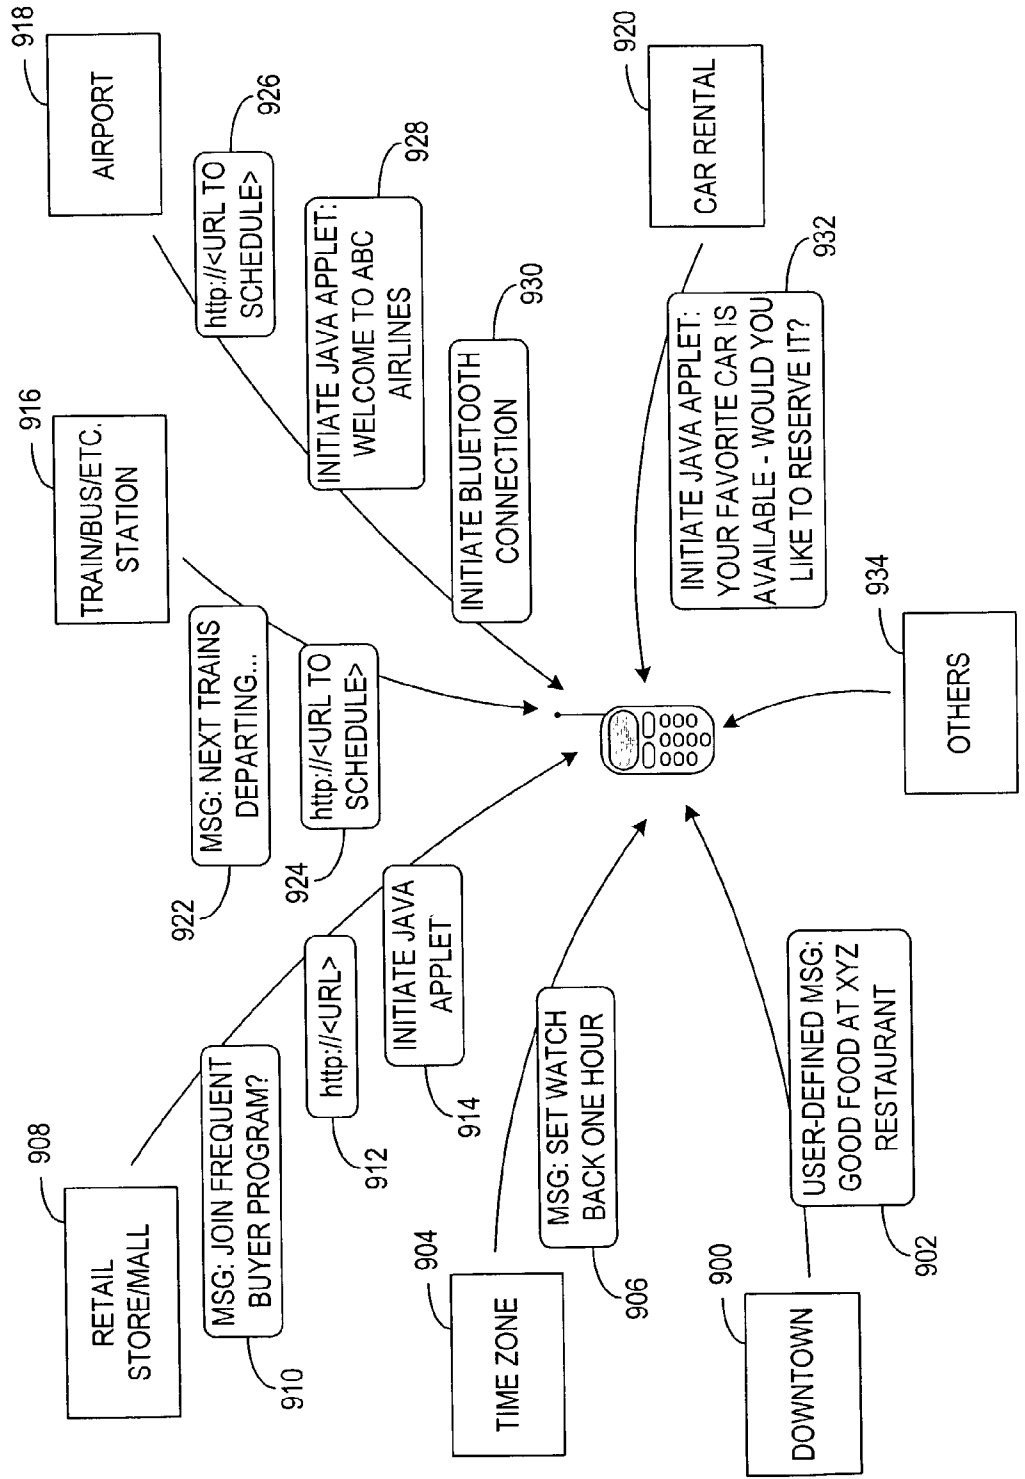 908
RETAIL
STORE/MALL
910
MSG: JOIN FREQUENT
BUYER PROGRAM?
912
http://<URL>
914
INITIATE JAVA
APPLET
916
TRAIN/BUS/ETC.
STATION
922
MSG: NEXT TRAINS
DEPARTING...
924
http://<URL TO
SCHEDULE>
918
AIRPORT
926
http://<URL TO
SCHEDULE>
928
INITIATE JAVA APPLET:
WELCOME TO ABC
AIRLINES
930
INITIATE BLUETOOTH
CONNECTION
904
TIME ZONE
906
MSG: SET WATCH
BACK ONE HOUR
900
DOWNTOWN
902
USER-DEFINED MSG:
GOOD FOOD AT XYZ
RESTAURANT
920
CAR RENTAL
932
INITIATE JAVA APPLET:
YOUR FAVORITE CAR IS
AVAILABLE - WOULD YOU
LIKE TO RESERVE IT?
934
OTHERS